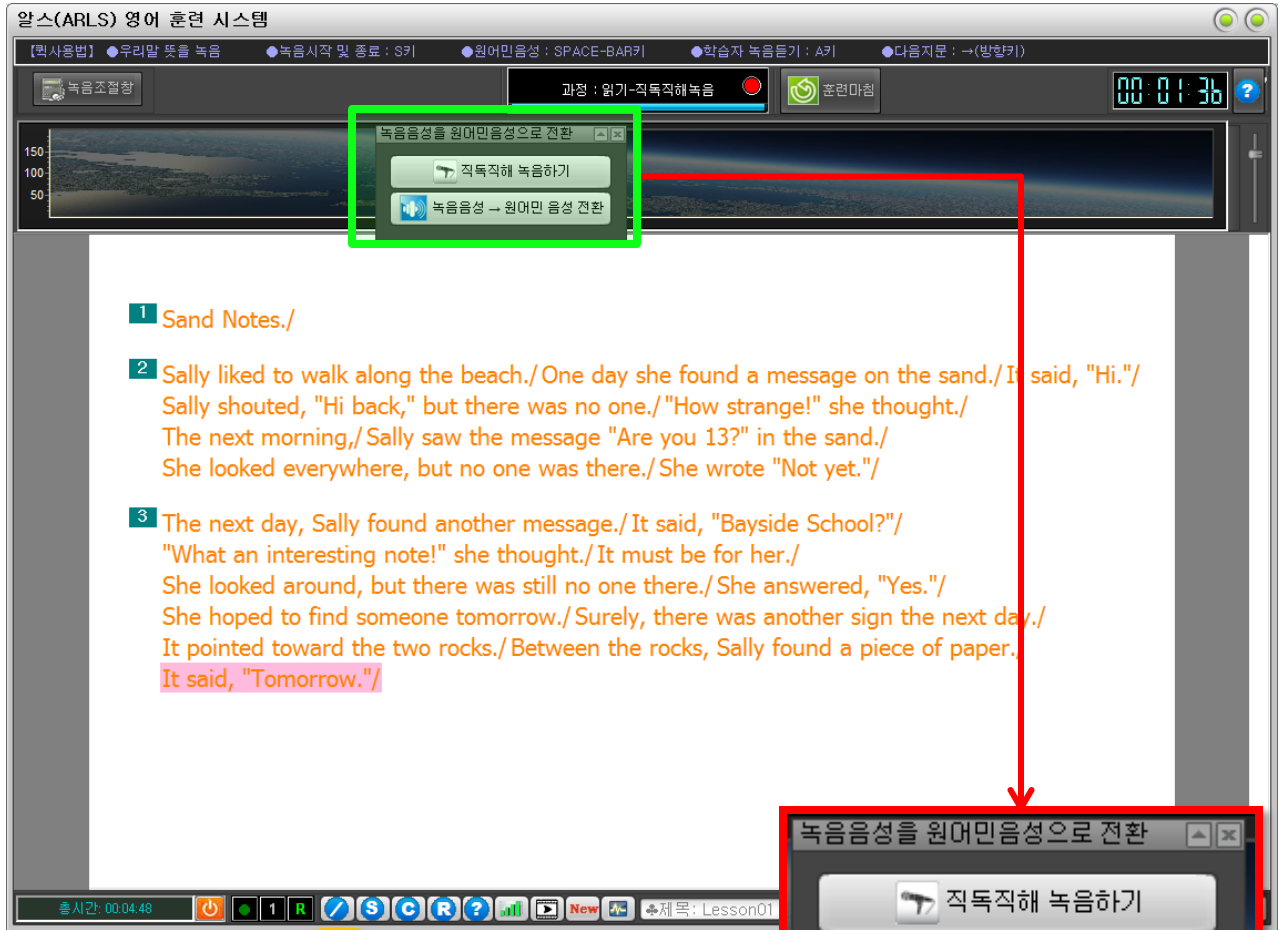 알스(ARLS) 영어 훈련 시스템
【퀵사용법】 ●우리말 뜻을 녹음 ●녹음시작 및 종료 : S키 ●원어민음성 : SPACE-BAR키 ●학습자 녹음듣기 : A키 ●다음지문 : →(방향키)
녹음조절창
과정 : 읽기-직독직해녹음
훈련마침
00:01:36
?
녹음음성을 원어민음성으로 전환
150
100
50
직독직해 녹음하기
녹음음성 → 원어민 음성 전환
1 Sand Notes./
2 Sally liked to walk along the beach./ One day she found a message on the sand./ It said, "Hi."/
Sally shouted, "Hi back," but there was no one./ "How strange!" she thought./
The next morning,/ Sally saw the message "Are you 13?" in the sand./
She looked everywhere, but no one was there./ She wrote "Not yet."/
3 The next day, Sally found another message./ It said, "Bayside School?"/
"What an interesting note!" she thought./ It must be for her./
She looked around, but there was still no one there./ She answered, "Yes."/
She hoped to find someone tomorrow./ Surely, there was another sign the next day./
It pointed toward the two rocks./ Between the rocks, Sally found a piece of paper./
It said, "Tomorrow."/
녹음음성을 원어민음성으로 전환
직독직해 녹음하기
총시간: 00:04:48
1 R S C R ? New
♣제목: Lesson01